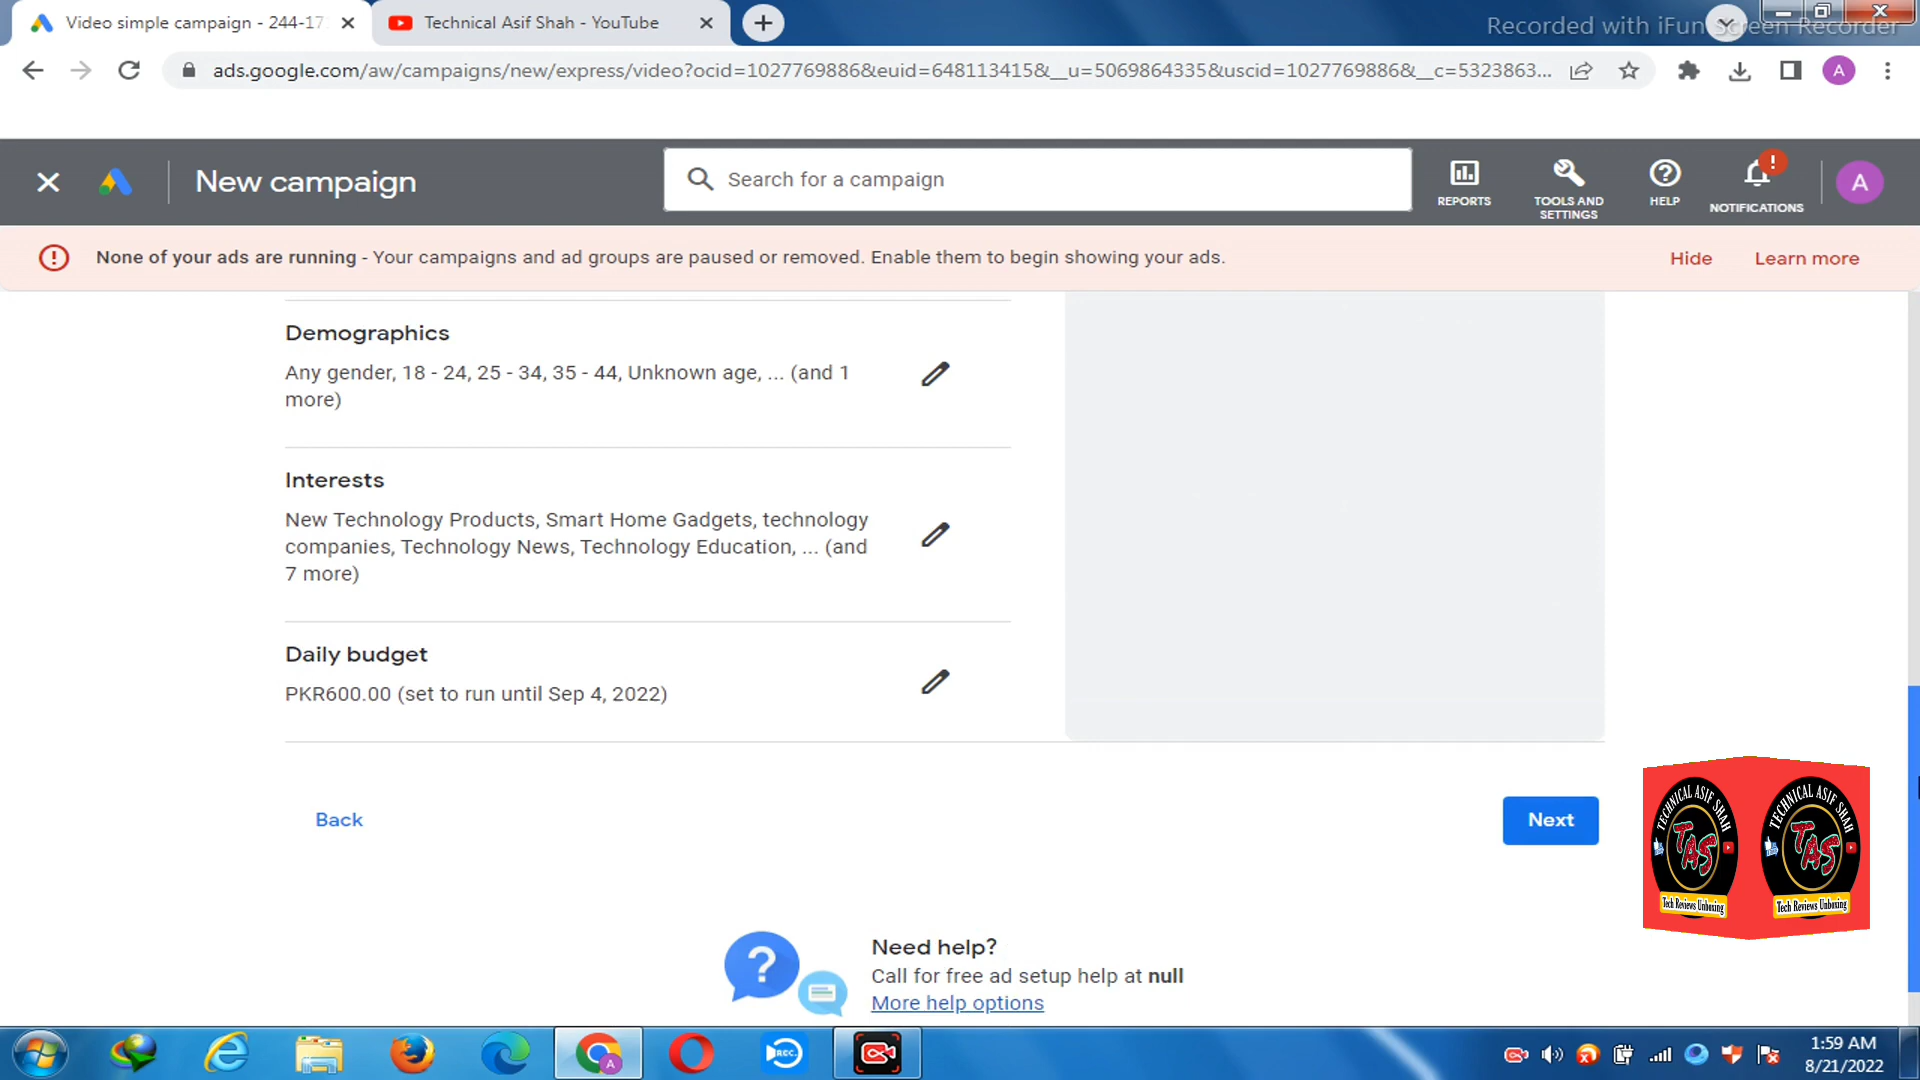 Video simple campaign - 244-17
Technical Asif Shah - YouTube
Recorded with iFun Screen Recorder
ads.google.com/aw/campaigns/new/express/video?ocid=1027769886&euid=648113415&__u=5069864335&uscid=1027769886&__c=5323863...
A
New campaign
Search for a campaign
REPORTS
TOOLS AND
SETTINGS
HELP
NOTIFICATIONS
A
None of your ads are running - Your campaigns and ad groups are paused or removed. Enable them to begin showing your ads.
Hide
Learn more
Demographics
Any gender, 18 - 24, 25 - 34, 35 - 44, Unknown age, ... (and 1
more)
Interests
New Technology Products, Smart Home Gadgets, technology
companies, Technology News, Technology Education, ... (and
7 more)
Daily budget
PKR600.00 (set to run until Sep 4, 2022)
Back
Next
TECHNICAL ASIF SHAH
TAS
Tech Reviews Unboxing
TECHNICAL ASIF SHAH
TAS
Tech Reviews Unboxing
Need help?
Call for free ad setup help at null
More help options
A
REC.
1:59 AM
8/21/2022